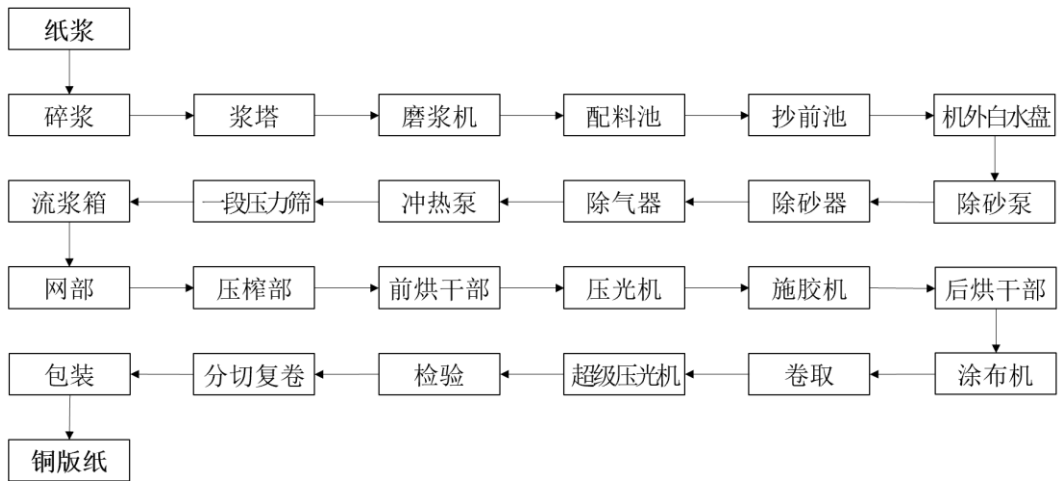 纸浆
碎浆
浆塔
磨浆机
配料池
抄前池
机外白水盘
流浆箱
一段压力筛
冲热泵
除气器
除砂器
除砂泵
网部
压榨部
前烘干部
压光机
施胶机
后烘干部
包装
分切复卷
检验
超级压光机
卷取
涂布机
铜版纸